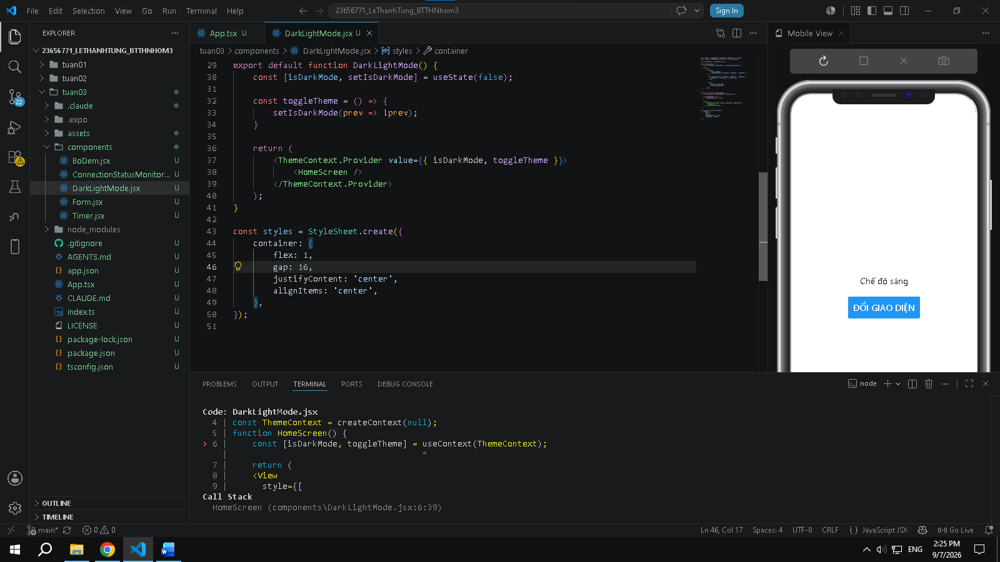 File Edit Selection View Go Run Terminal Help
23656771_LeThanhTung_BTTHNhom3
Sign In
EXPLORER
23656771_LETHANHTUNG_BTTHNHOM3
tuan01
tuan02
tuan03
.claude
.expo
assets
components
BoDem.jsx U
ConnectionStatusMonitor... U
DarkLightMode.jsx U
Form.jsx U
Timer.jsx U
node_modules
.gitignore U
AGENTS.md U
app.json U
App.tsx U
CLAUDE.md U
index.ts U
LICENSE U
package-lock.json U
package.json U
tsconfig.json U
OUTLINE
TIMELINE
22
App.tsx U
DarkLightMode.jsx U
tuan03 > components > DarkLightMode.jsx > styles > container
29 export default function DarkLightMode() {
30 const [isDarkMode, setIsDarkMode] = useState(false);
31
32 const toggleTheme = () => {
33 setIsDarkMode(prev => !prev);
34 }
35
36 return (
37 <ThemeContext.Provider value={{ isDarkMode, toggleTheme }}>
38 <HomeScreen />
39 </ThemeContext.Provider>
40 );
41 }
42
43 const styles = StyleSheet.create({
44 container: {
45 flex: 1,
46 gap: 16,
47 justifyContent: 'center',
48 alignItems: 'center',
49 },
50 });
51
Mobile View
Chế độ sáng
ĐỔI GIAO DIỆN
PROBLEMS OUTPUT TERMINAL PORTS DEBUG CONSOLE
node
Code: DarkLightMode.jsx
4 | const ThemeContext = createContext(null);
5 | function HomeScreen() {
> 6 | const [isDarkMode, toggleTheme] = useContext(ThemeContext);
| ^
7 | return (
8 | <View
9 | style={[
Call Stack
HomeScreen (components\DarkLightMode.jsx:6:39)
main* 0 0
Ln 46, Col 17 Spaces: 4 UTF-8 CRLF { } JavaScript JSX Go Live
ENG
2:25 PM
9/7/2026